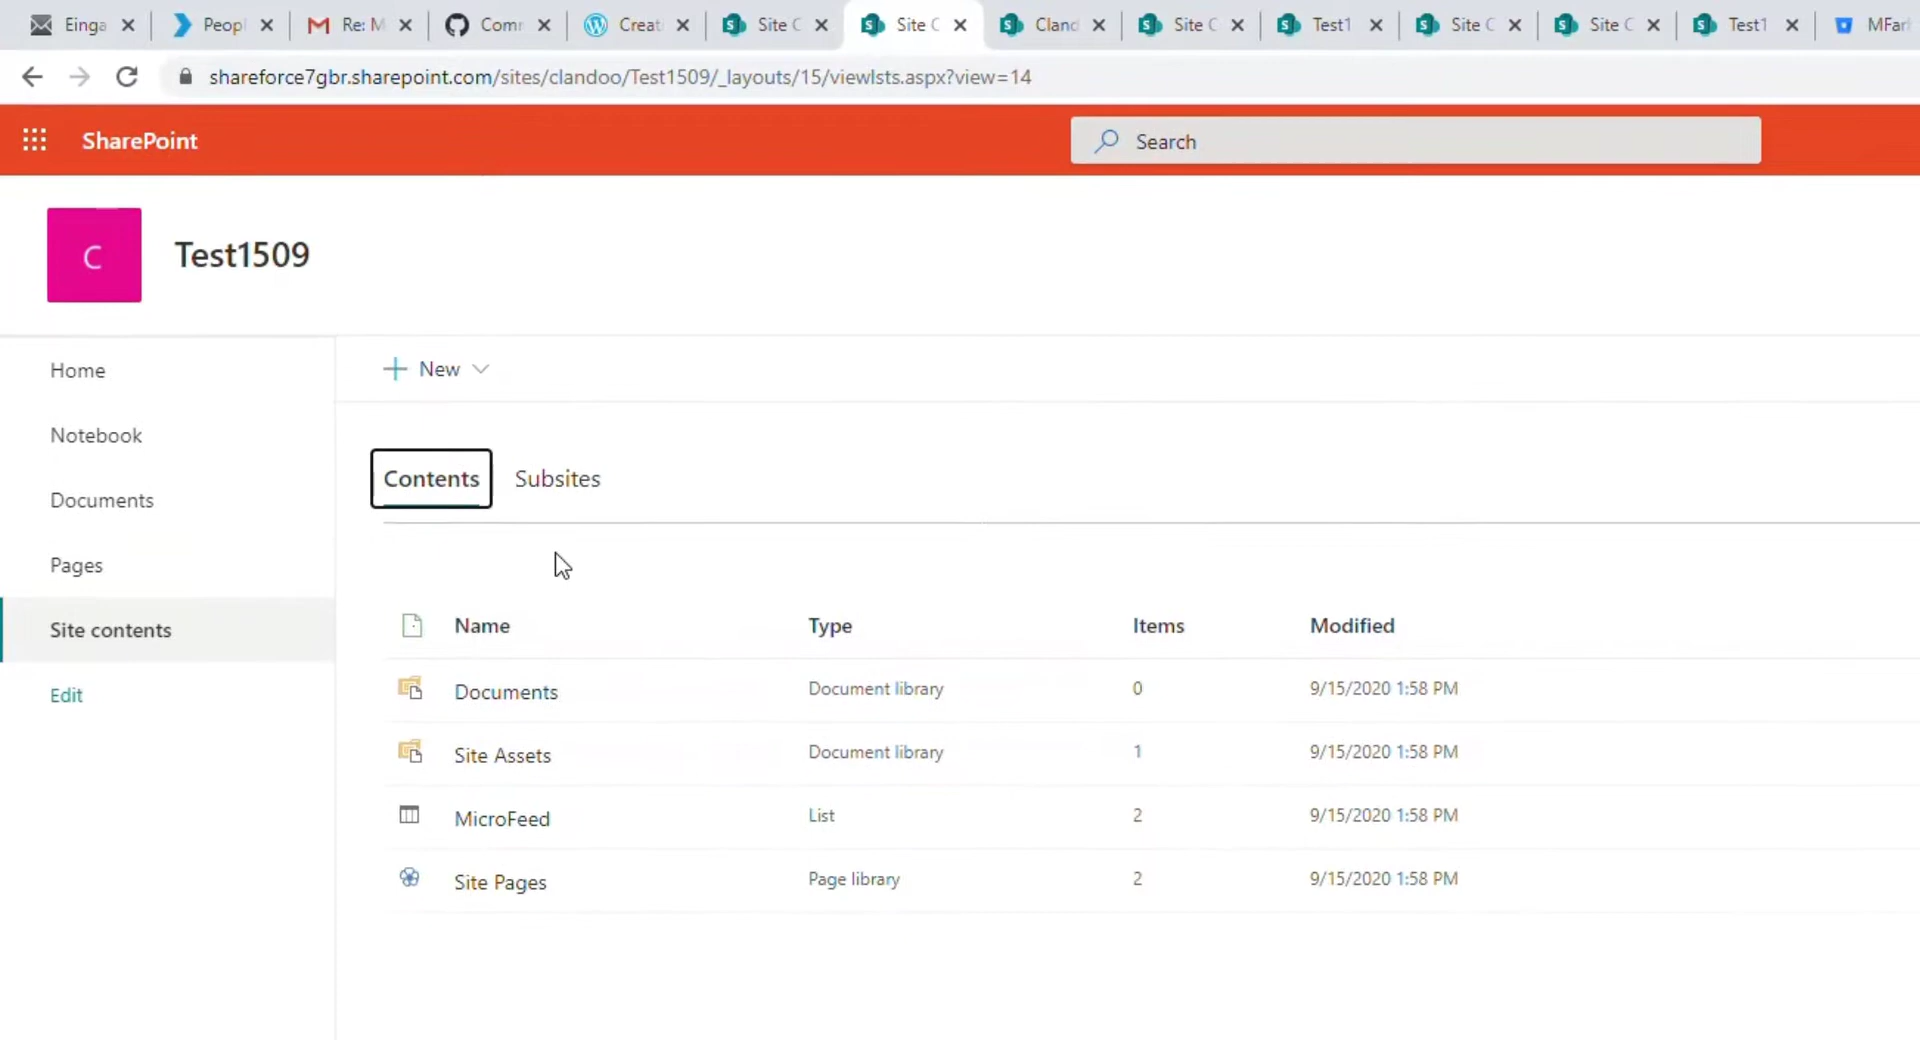 Einga Peopl Re: M Comr Creat Site C Site C Cland Site C Test1 Site C Site C Test1 MFar
shareforce7gbr.sharepoint.com/sites/clandoo/Test1509/_layouts/15/viewlsts.aspx?view=14
SharePoint Search
C Test1509
Home
Notebook
Documents
Pages
Site contents
Edit
New
Contents Subsites
Name Type Items Modified
Documents Document library 0 9/15/2020 1:58 PM
Site Assets Document library 1 9/15/2020 1:58 PM
MicroFeed List 2 9/15/2020 1:58 PM
Site Pages Page library 2 9/15/2020 1:58 PM